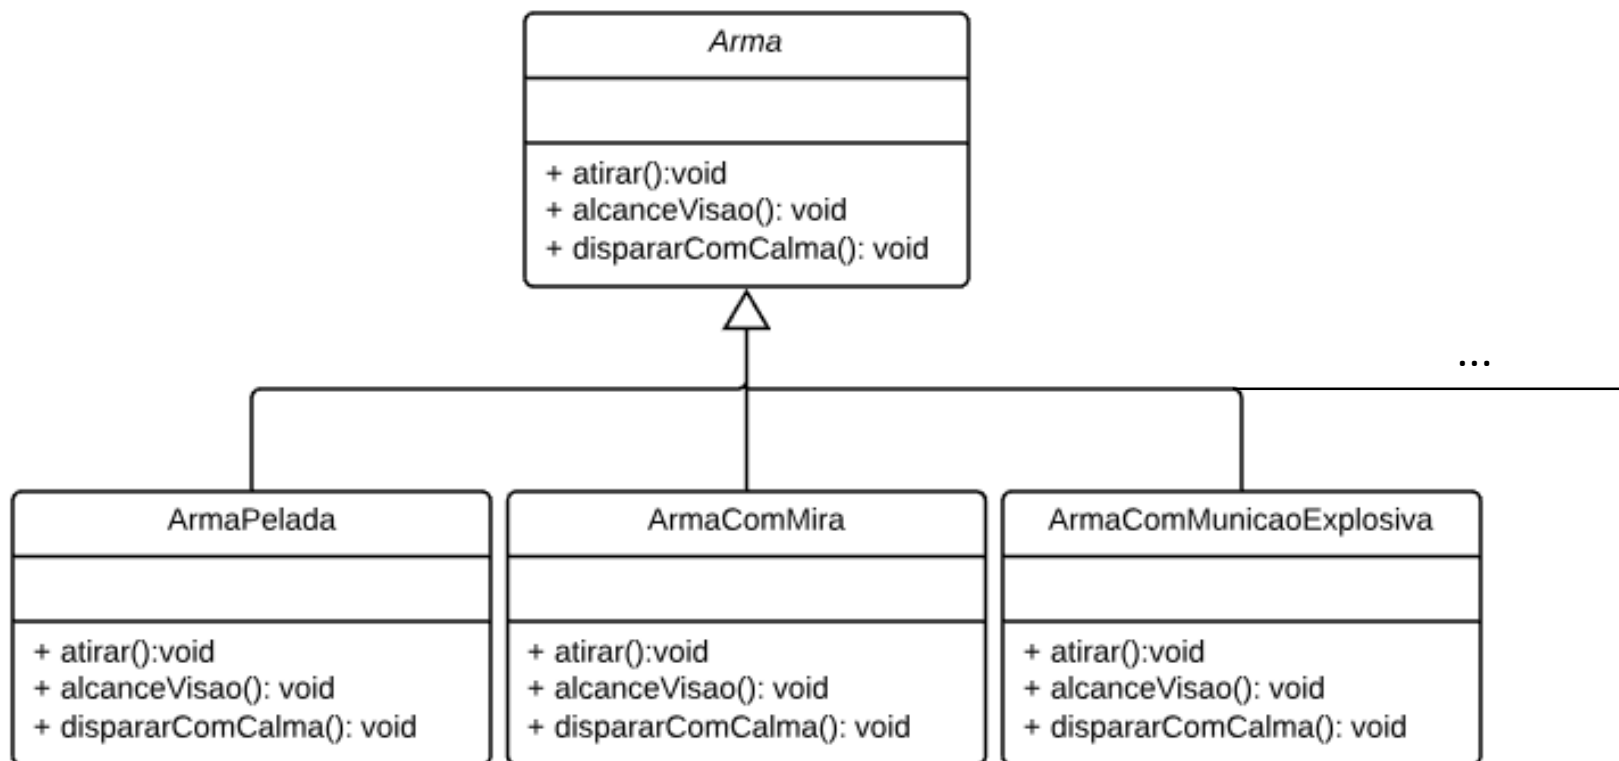 Arma
+ atirar():void
+ alcanceVisao(): void
+ dispararComCalma(): void
...
ArmaPelada
+ atirar():void
+ alcanceVisao(): void
+ dispararComCalma(): void
ArmaComMira
+ atirar():void
+ alcanceVisao(): void
+ dispararComCalma(): void
ArmaComMunicaoExplosiva
+ atirar():void
+ alcanceVisao(): void
+ dispararComCalma(): void